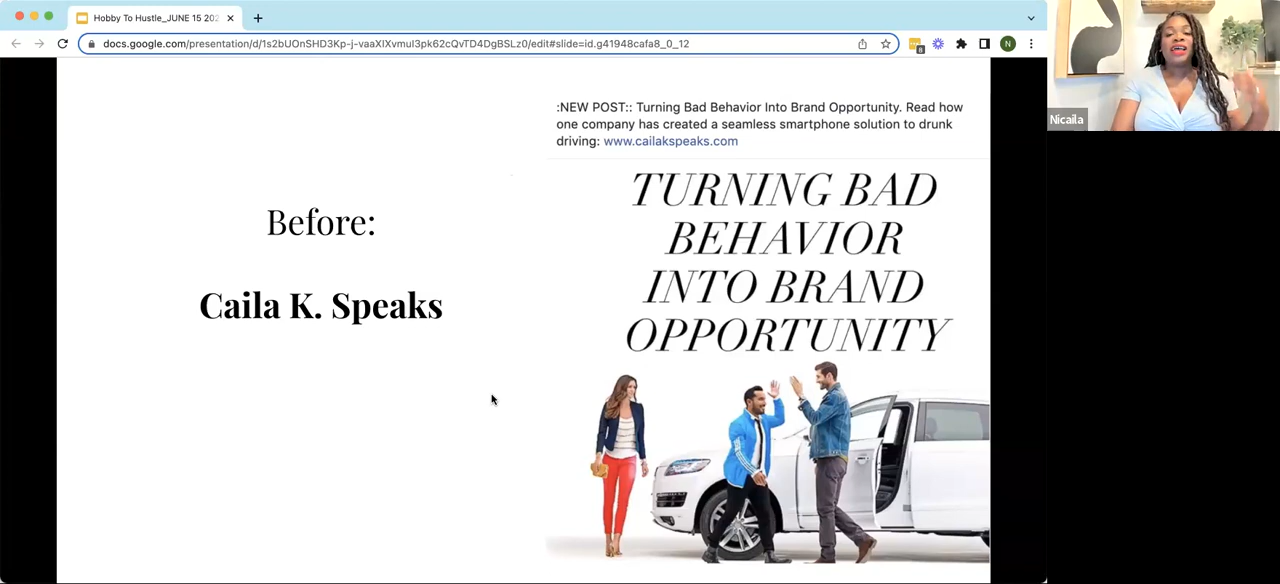 Hobby To Hustle_JUNE 15 202
docs.google.com/presentation/d/1s2bUOnSHD3Kp-j-vaaXIXvmuI3pk62cQvTD4DgBSLz0/edit#slide=id.g41948cafa8_0_12
8
N
Nicaila
:NEW POST:: Turning Bad Behavior Into Brand Opportunity. Read how
one company has created a seamless smartphone solution to drunk
driving: www.cailakspeaks.com
Before:
Caila K. Speaks
TURNING BAD
BEHAVIOR
INTO BRAND
OPPORTUNITY